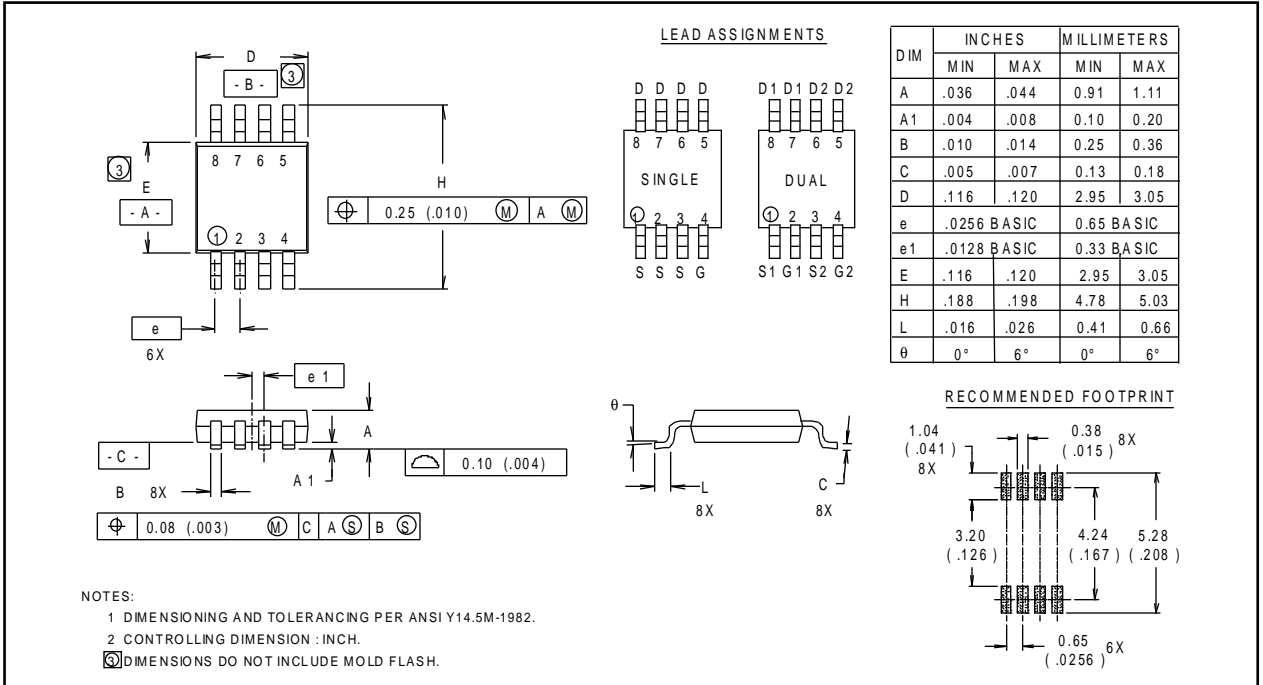 D
- B -
3
8 7 6 5
3
E
- A -
1 2 3 4
H
0.25 (.010) M A M
e
6X
e1
A
- C -
A1
0.10 (.004)
B 8X
0.08 (.003) M C A S B S
LEAD ASSIGNMENTS
D D D D
8 7 6 5
SINGLE
1 2 3 4
S S S G
D1 D1 D2 D2
8 7 6 5
DUAL
1 2 3 4
S1 G1 S2 G2
DIM INCHES MILLIMETERS
MIN MAX MIN MAX
A .036 .044 0.91 1.11
A1 .004 .008 0.10 0.20
B .010 .014 0.25 0.36
C .005 .007 0.13 0.18
D .116 .120 2.95 3.05
e .0256 BASIC 0.65 BASIC
e1 .0128 BASIC 0.33 BASIC
E .116 .120 2.95 3.05
H .188 .198 4.78 5.03
L .016 .026 0.41 0.66
θ 0° 6° 0° 6°
θ
L
8X
C
8X
RECOMMENDED FOOTPRINT
1.04
(.041)
8X
0.38
(.015) 8X
3.20
(.126)
4.24
(.167)
5.28
(.208)
0.65
(.0256) 6X
NOTES:
1 DIMENSIONING AND TOLERANCING PER ANSI Y14.5M-1982.
2 CONTROLLING DIMENSION : INCH.
3 DIMENSIONS DO NOT INCLUDE MOLD FLASH.